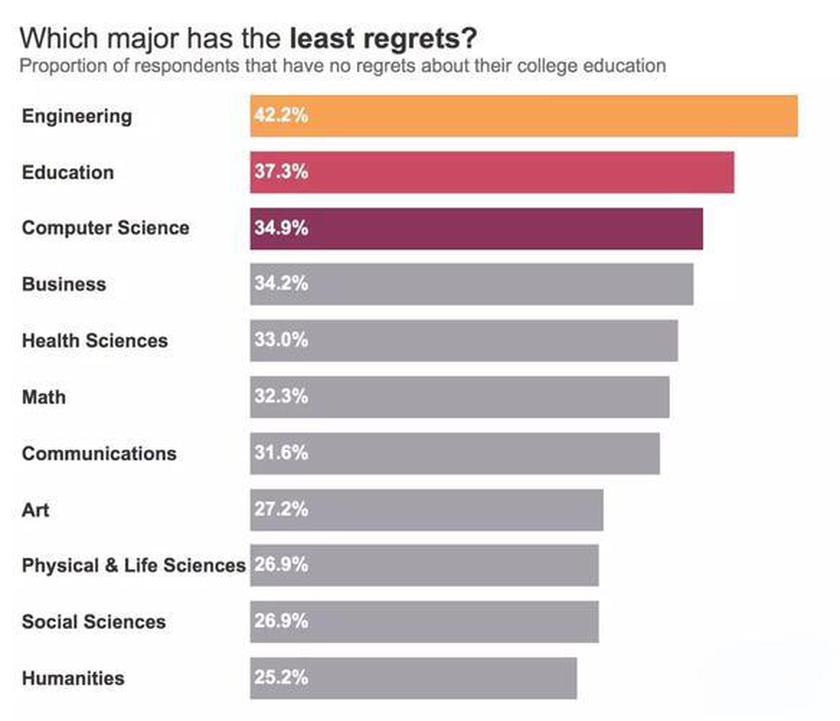 Which major has the least regrets?
Proportion of respondents that have no regrets about their college education
Engineering 42.2%
Education 37.3%
Computer Science 34.9%
Business 34.2%
Health Sciences 33.0%
Math 32.3%
Communications 31.6%
Art 27.2%
Physical & Life Sciences 26.9%
Social Sciences 26.9%
Humanities 25.2%